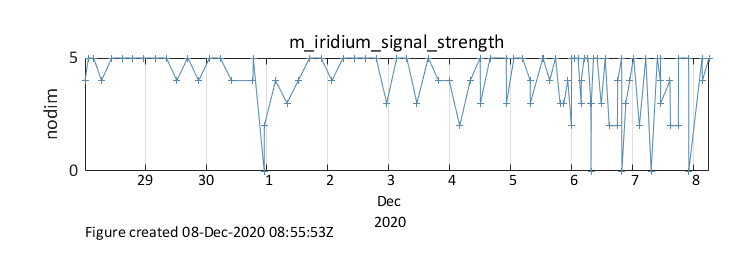 m_iridium_signal_strength
5
nodim
0
29 30 1 2 3 4 5 6 7 8
Dec
2020
Figure created 08-Dec-2020 08:55:53Z